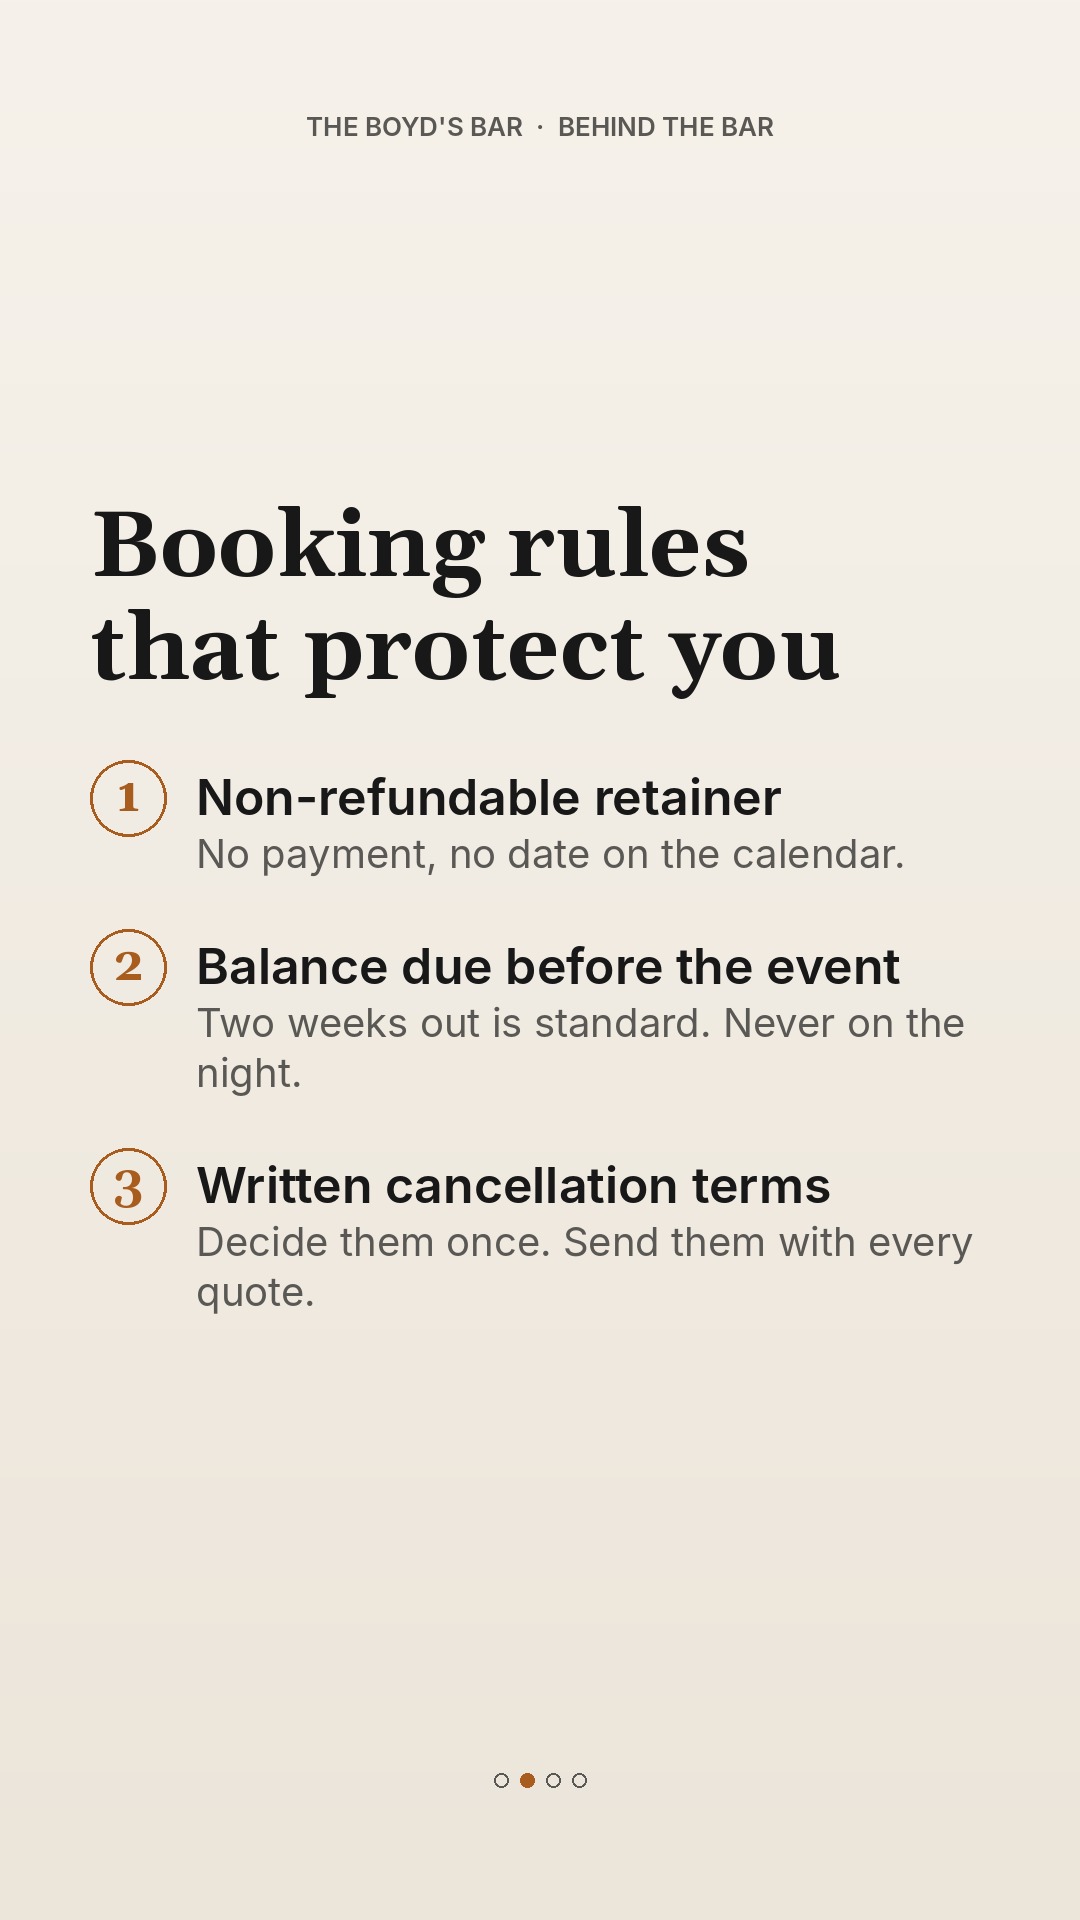 THE BOYD'S BAR · BEHIND THE BAR
Booking rules
that protect you
1 Non-refundable retainer
No payment, no date on the calendar.
2 Balance due before the event
Two weeks out is standard. Never on the
night.
3 Written cancellation terms
Decide them once. Send them with every
quote.